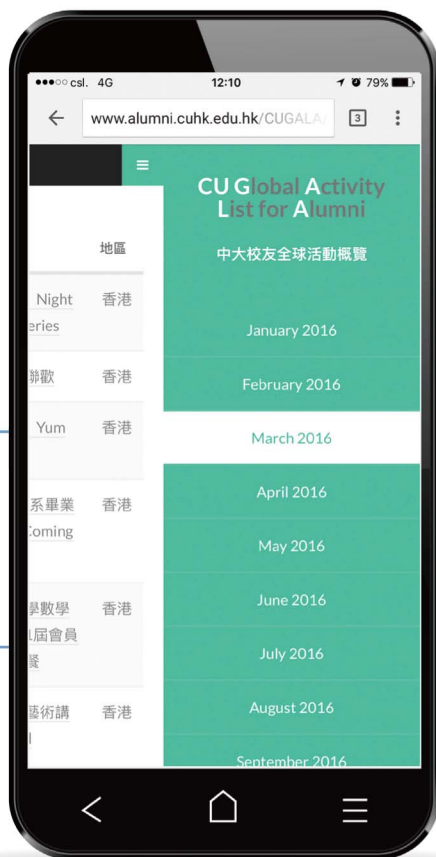 csl. 4G 12:10 79%
www.alumni.cuhk.edu.hk/CUGALA/ 3
CU Global Activity
List for Alumni
中大校友全球活動概覽
January 2016
February 2016
March 2016
April 2016
May 2016
June 2016
July 2016
August 2016
September 2016
地區
Night 香港
eries
聯歡 香港
Yum 香港
系畢業 香港
Coming
學數學 香港
屆會員
餐
藝術講 香港